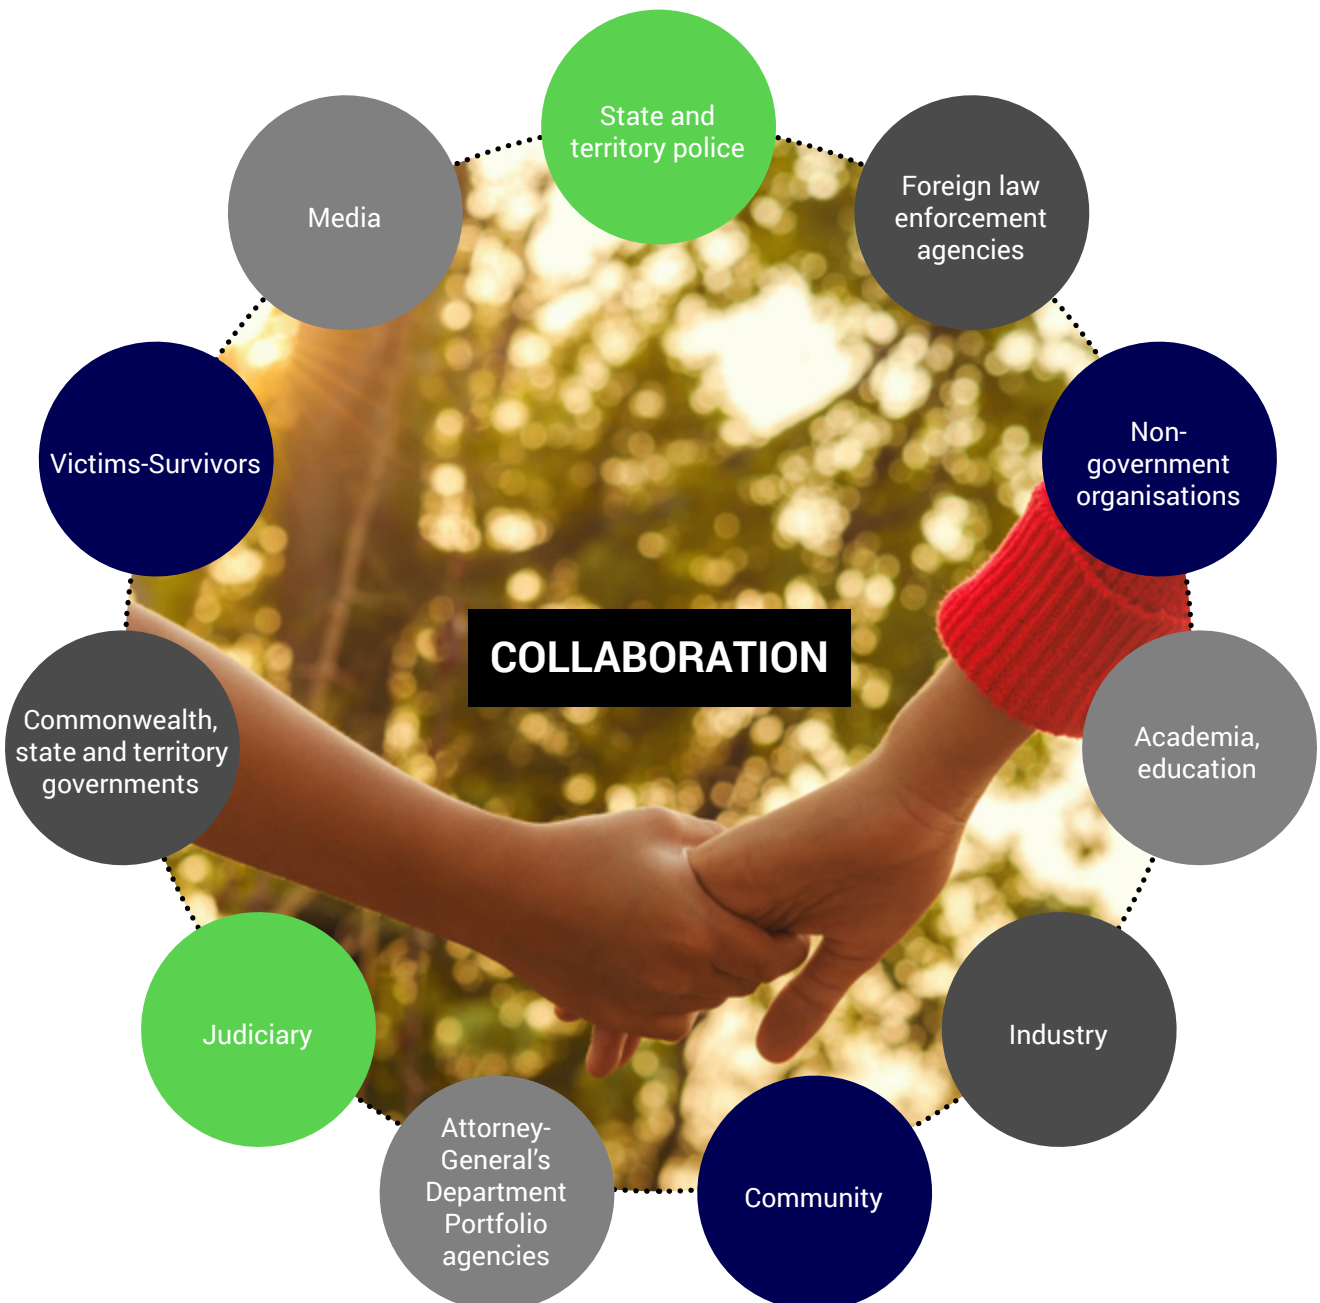 State and
territory police
Foreign law
enforcement
agencies
Non-
government
organisations
Academia,
education
Industry
Community
Attorney-
General’s
Department
Portfolio
agencies
Judiciary
Commonwealth,
state and territory
governments
Victims-Survivors
Media
COLLABORATION